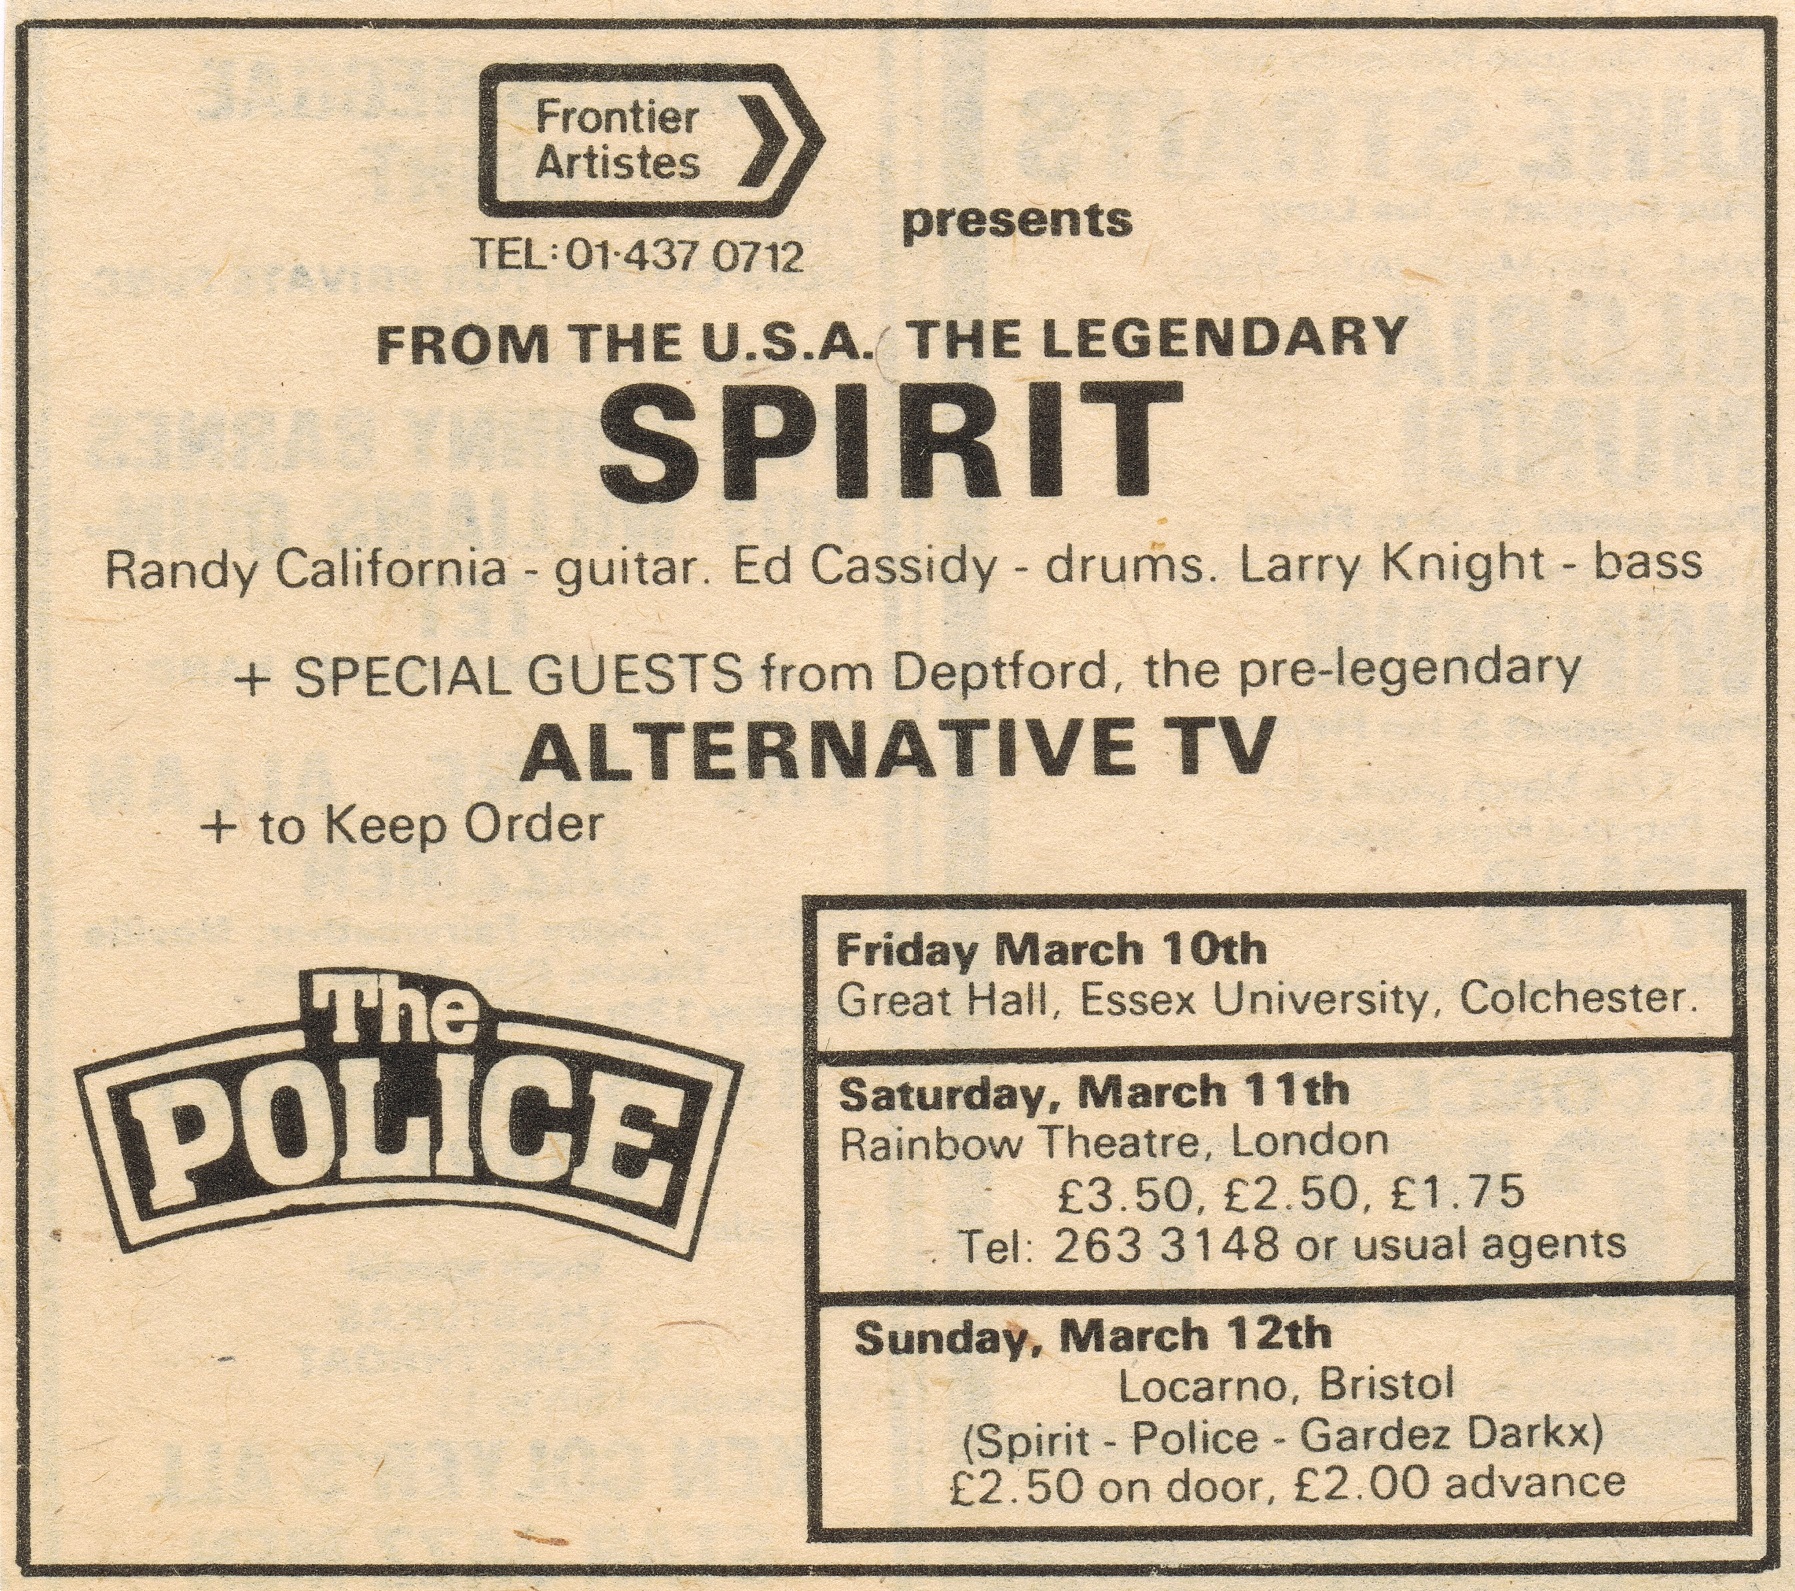 Frontier
Artistes
TEL: 01·437 0712
presents
FROM THE U.S.A. THE LEGENDARY
SPIRIT
Randy California - guitar. Ed Cassidy - drums. Larry Knight - bass
+ SPECIAL GUESTS from Deptford, the pre-legendary
ALTERNATIVE TV
+ to Keep Order
The
POLICE
Friday March 10th
Great Hall, Essex University, Colchester.
Saturday, March 11th
Rainbow Theatre, London
£3.50, £2.50, £1.75
Tel: 263 3148 or usual agents
Sunday, March 12th
Locarno, Bristol
(Spirit - Police - Gardez Darkx)
£2.50 on door, £2.00 advance